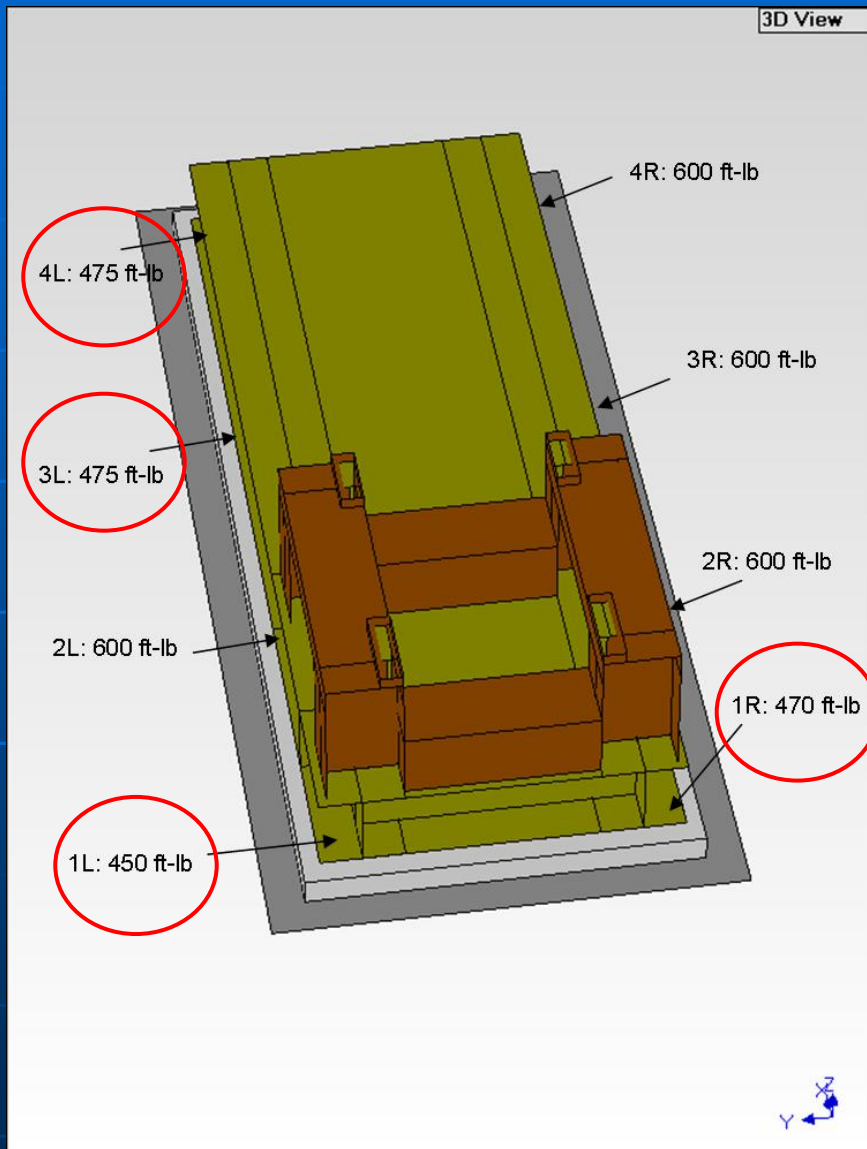 3D View
4R: 600 ft-lb
4L: 475 ft-lb
3R: 600 ft-lb
3L: 475 ft-lb
2R: 600 ft-lb
2L: 600 ft-lb
1R: 470 ft-lb
1L: 450 ft-lb
Z
X
Y